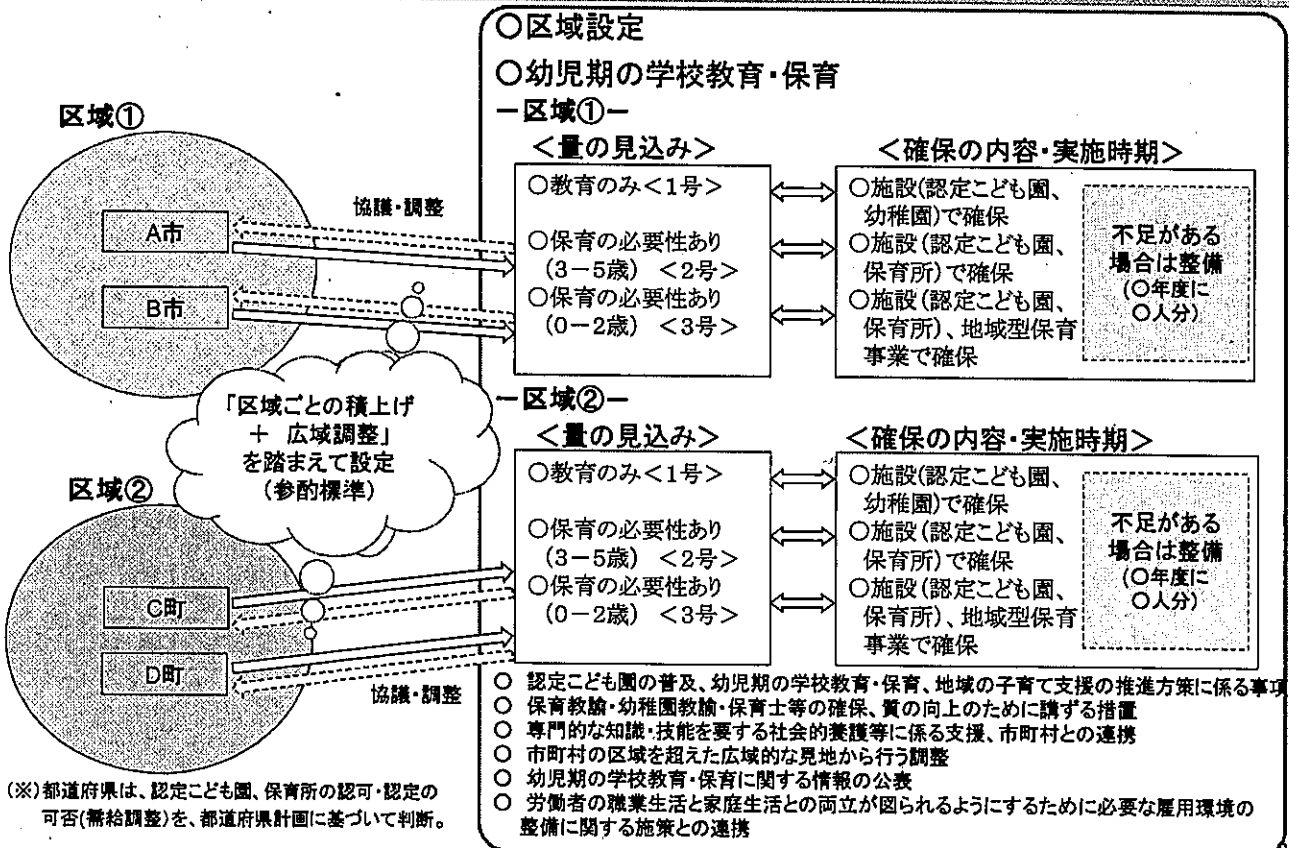 区域①
A市
B市
協議・調整
「区域ごとの積上げ
+ 広域調整」
を踏まえて設定
(参酌標準)
区域②
C町
D町
協議・調整
(※)都道府県は、認定こども園、保育所の認可・認定の
可否(需給調整)を、都道府県計画に基づいて判断。
○区域設定
○幼児期の学校教育・保育
－区域①－
＜量の見込み＞
○教育のみ＜1号＞
○保育の必要性あり
(3－5歳) ＜2号＞
○保育の必要性あり
(0－2歳) ＜3号＞
＜確保の内容・実施時期＞
○施設(認定こども園、
幼稚園)で確保
○施設(認定こども園、
保育所)で確保
○施設(認定こども園、
保育所)、地域型保育
事業で確保
不足がある
場合は整備
(○年度に
○人分)
－区域②－
＜量の見込み＞
○教育のみ＜1号＞
○保育の必要性あり
(3－5歳) ＜2号＞
○保育の必要性あり
(0－2歳) ＜3号＞
＜確保の内容・実施時期＞
○施設(認定こども園、
幼稚園)で確保
○施設(認定こども園、
保育所)で確保
○施設(認定こども園、
保育所)、地域型保育
事業で確保
不足がある
場合は整備
(○年度に
○人分)
○ 認定こども園の普及、幼児期の学校教育・保育、地域の子育て支援の推進方策に係る事項
○ 保育教諭・幼稚園教諭・保育士等の確保、質の向上のために講ずる措置
○ 専門的な知識・技能を要する社会的養護等に係る支援、市町村との連携
○ 市町村の区域を超えた広域的な見地から行う調整
○ 幼児期の学校教育・保育に関する情報の公表
○ 労働者の職業生活と家庭生活との両立が図られるようにするために必要な雇用環境の
整備に関する施策との連携